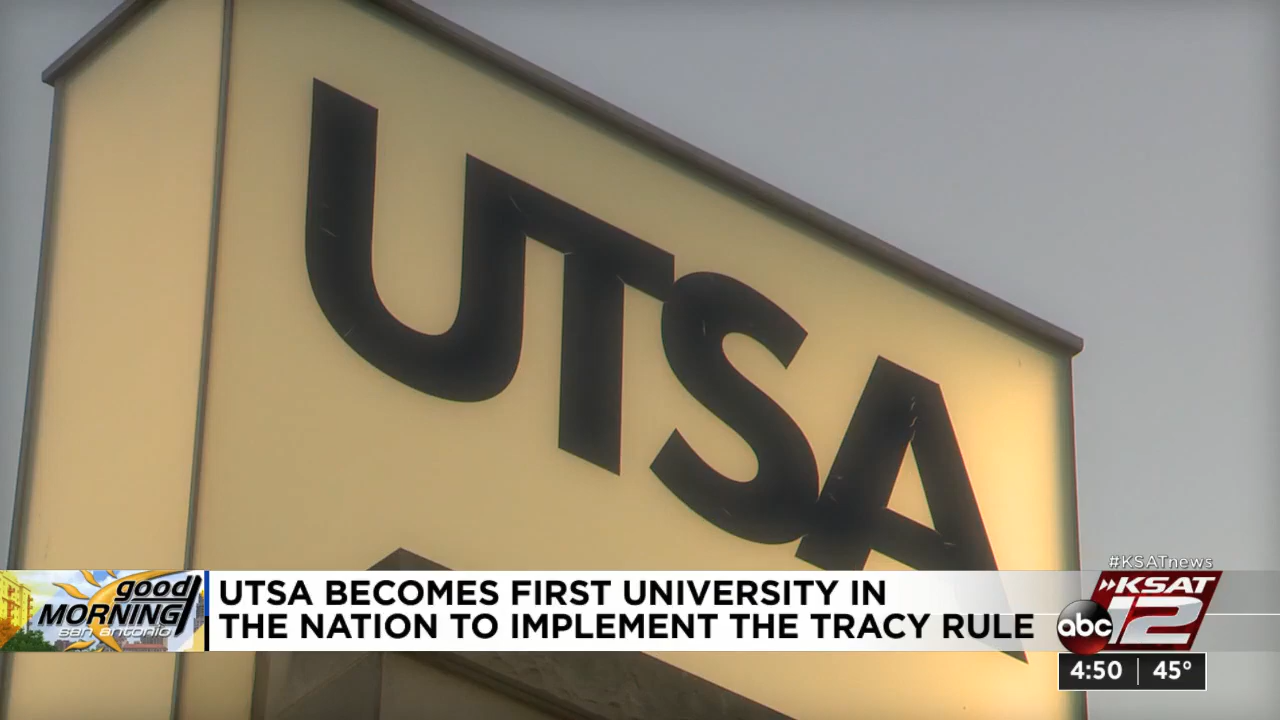 UTSA
#KSATnews
good
MORNING
san antonio
UTSA BECOMES FIRST UNIVERSITY IN
THE NATION TO IMPLEMENT THE TRACY RULE
KSAT
abc 12
4:50 45°